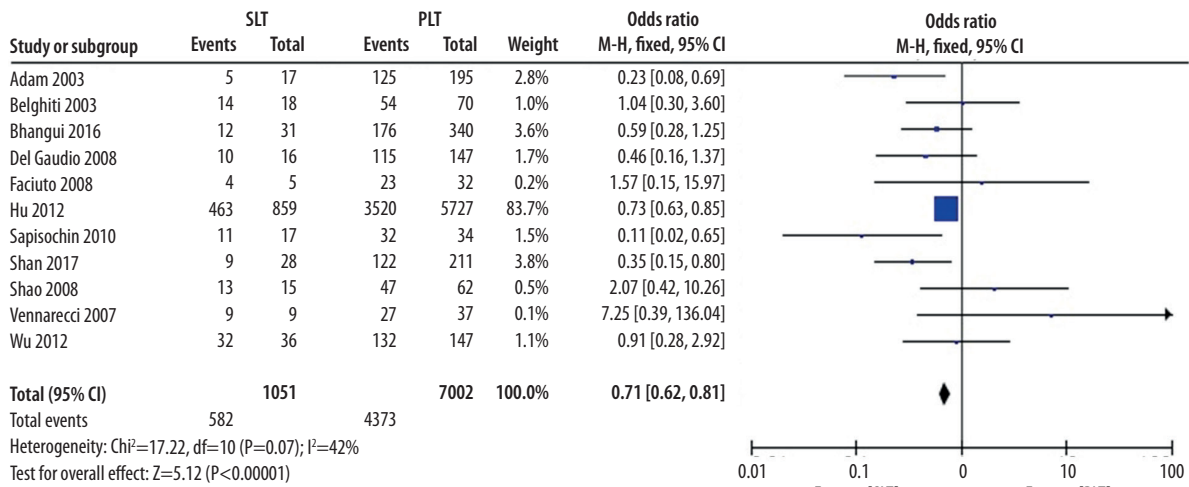 SLT PLT Odds ratio Odds ratio
Study or subgroup Events Total Events Total Weight M-H, fixed, 95% CI M-H, fixed, 95% CI
Adam 2003 5 17 125 195 2.8% 0.23 [0.08, 0.69]
Belghiti 2003 14 18 54 70 1.0% 1.04 [0.30, 3.60]
Bhangui 2016 12 31 176 340 3.6% 0.59 [0.28, 1.25]
Del Gaudio 2008 10 16 115 147 1.7% 0.46 [0.16, 1.37]
Faciuto 2008 4 5 23 32 0.2% 1.57 [0.15, 15.97]
Hu 2012 463 859 3520 5727 83.7% 0.73 [0.63, 0.85]
Sapisochin 2010 11 17 32 34 1.5% 0.11 [0.02, 0.65]
Shan 2017 9 28 122 211 3.8% 0.35 [0.15, 0.80]
Shao 2008 13 15 47 62 0.5% 2.07 [0.42, 10.26]
Vennarecci 2007 9 9 27 37 0.1% 7.25 [0.39, 136.04]
Wu 2012 32 36 132 147 1.1% 0.91 [0.28, 2.92]
Total (95% CI) 1051 7002 100.0% 0.71 [0.62, 0.81]
Total events 582 4373
Heterogeneity: Chi²=17.22, df=10 (P=0.07); I²=42%
Test for overall effect: Z=5.12 (P<0.00001)
0.01 0.1 0 10 100